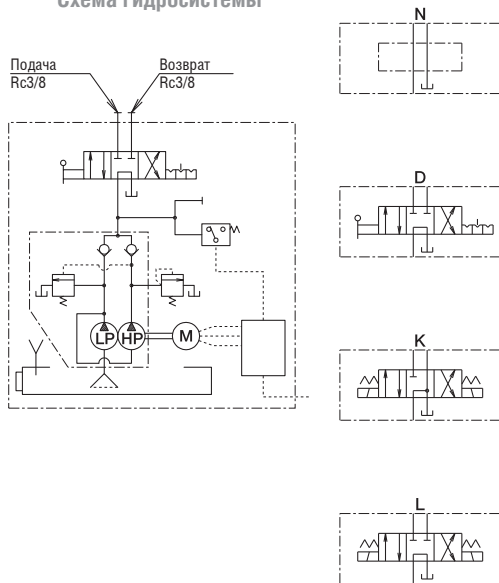 Схема гидросистемы
Подача
Rc3/8
Возврат
Rc3/8
LP
HP
M
N
D
K
L